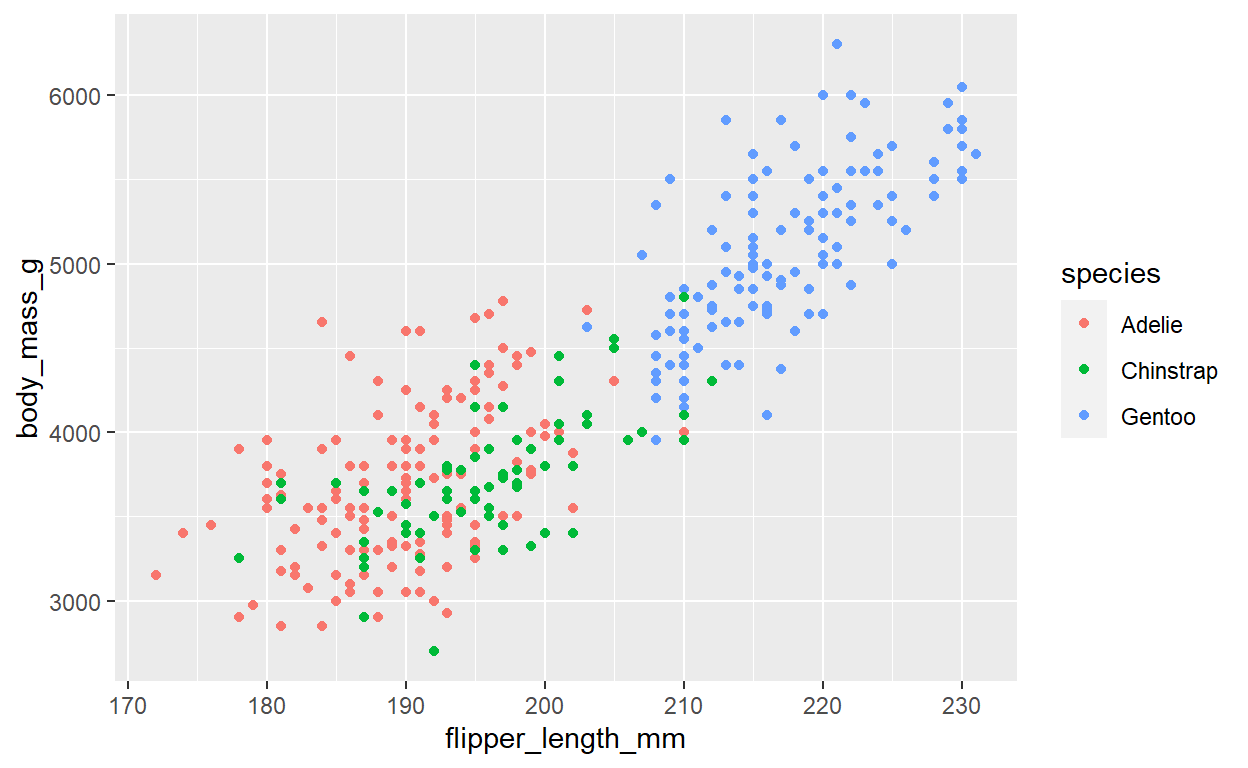 body_mass_g
6000
5000
4000
3000
170 180 190 200 210 220 230
flipper_length_mm
species
Adelie
Chinstrap
Gentoo